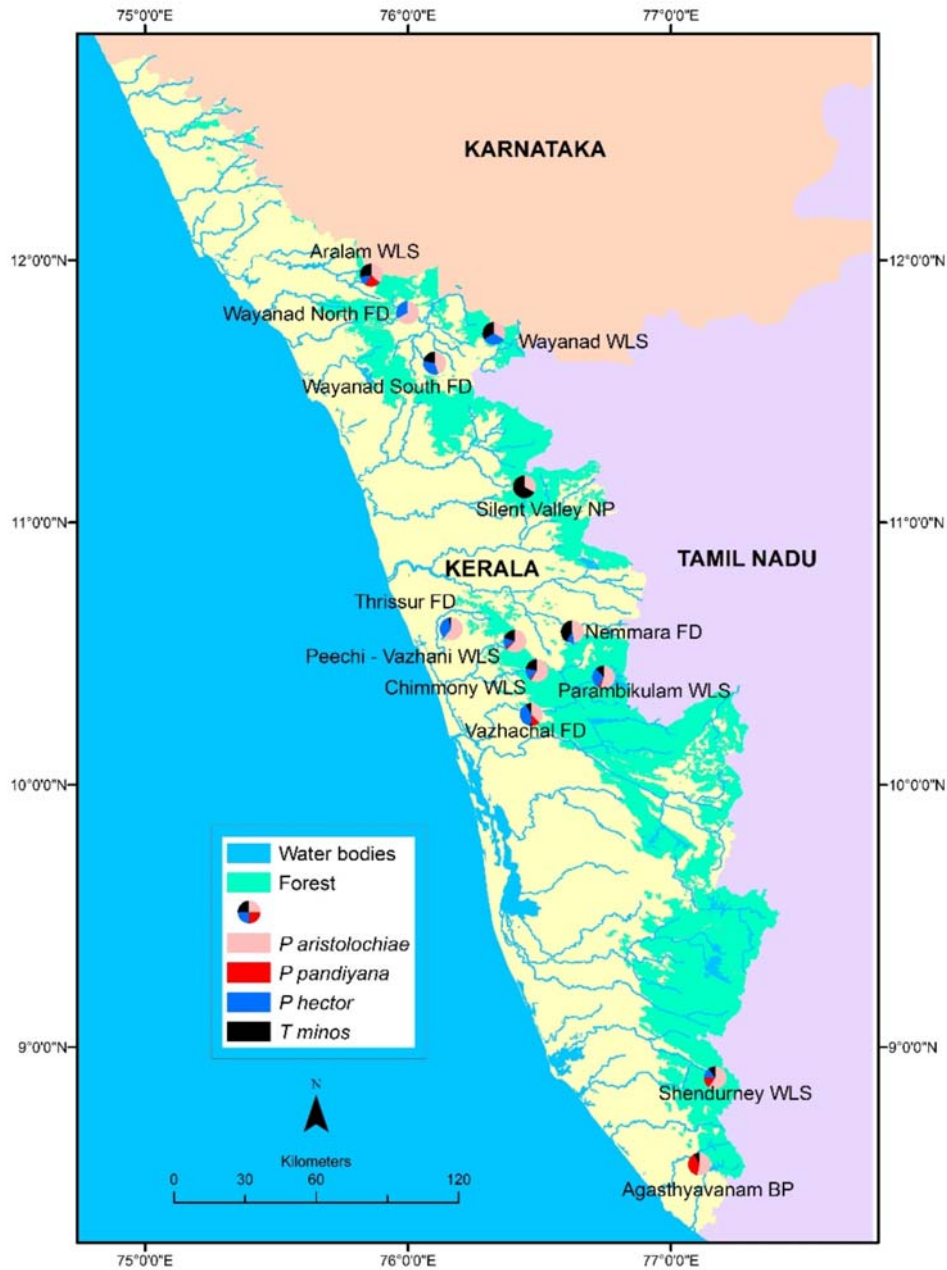 75°0'0"E 76°0'0"E 77°0'0"E
KARNATAKA
Aralam WLS
12°0'0"N 12°0'0"N
Wayanad North FD
Wayanad WLS
Wayanad South FD
Silent Valley NP
11°0'0"N 11°0'0"N
TAMIL NADU
KERALA
Thrissur FD
Nemmara FD
Peechi - Vazhani WLS
Chimmony WLS
Parambikulam WLS
Vazhachal FD
10°0'0"N 10°0'0"N
Water bodies
Forest
P aristolochiae
P pandiyana
P hector
T minos
9°0'0"N 9°0'0"N
Shendurney WLS
N
Kilometers
0 30 60 120
Agasthyavanam BP
75°0'0"E 76°0'0"E 77°0'0"E